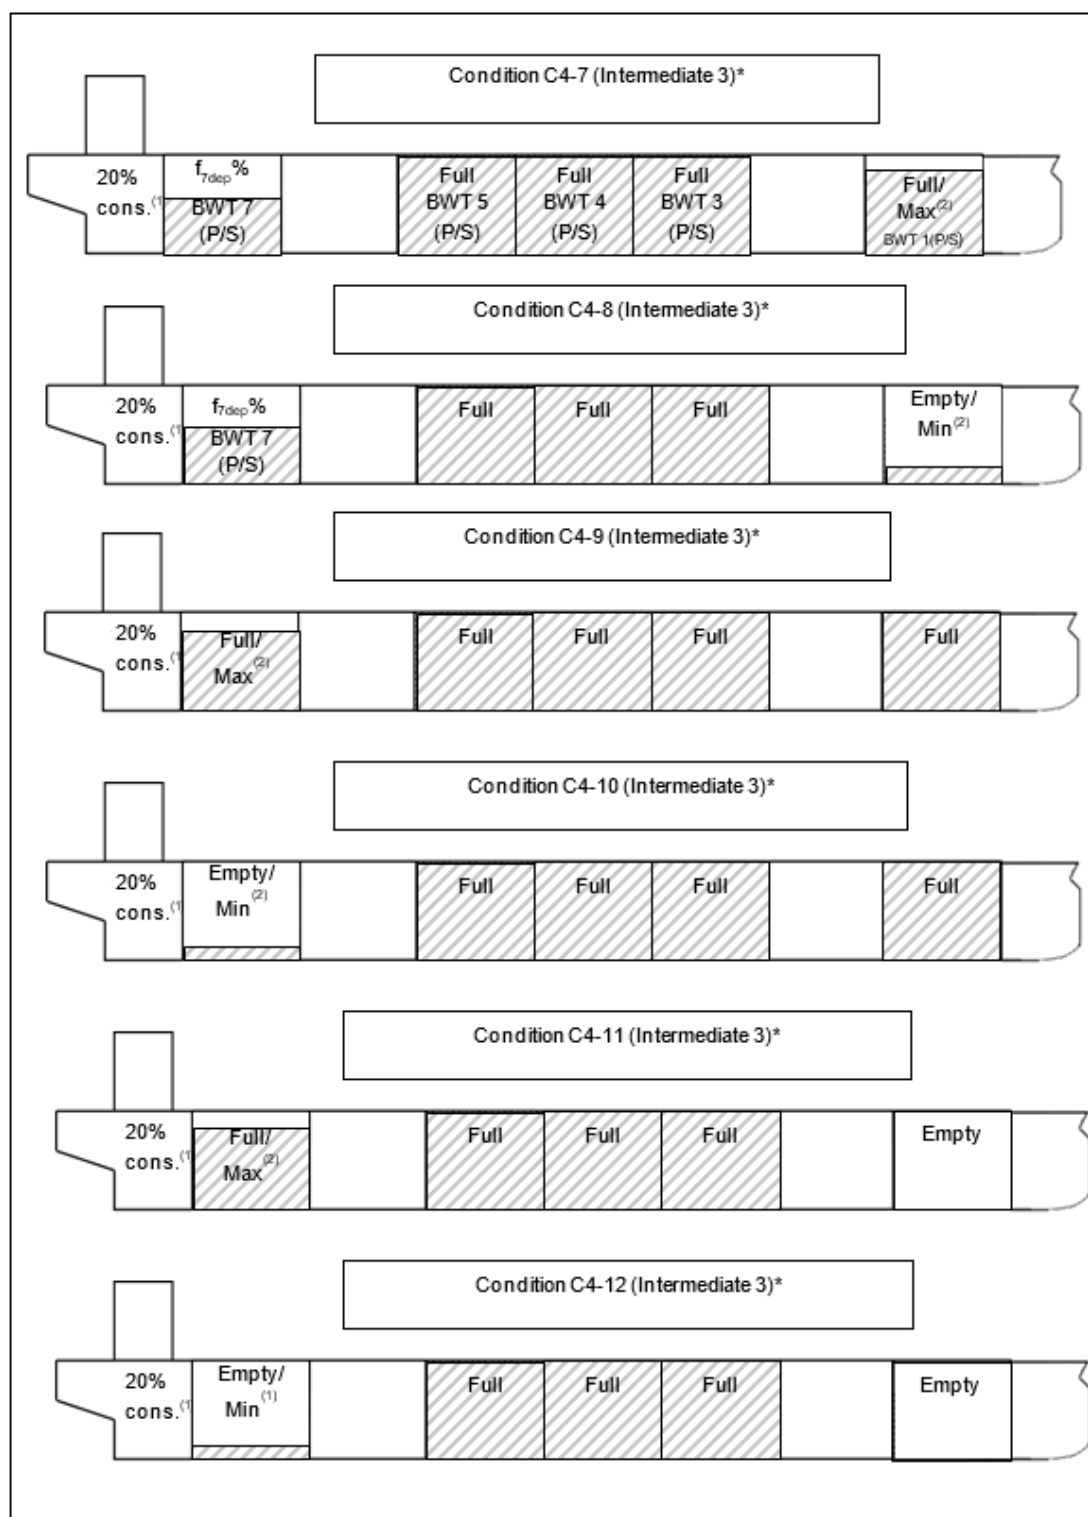 Condition C4-7 (Intermediate 3)*
20%
cons.(1
f7dep%
BWT 7
(P/S)
Full
BWT 5
(P/S)
Full
BWT 4
(P/S)
Full
BWT 3
(P/S)
Full/
Max(2)
BWT 1(P/S)
Condition C4-8 (Intermediate 3)*
20%
cons.(1
f7dep%
BWT 7
(P/S)
Full
Full
Full
Empty/
Min(2)
Condition C4-9 (Intermediate 3)*
20%
cons.(1
Full/
Max(2)
Full
Full
Full
Full
Condition C4-10 (Intermediate 3)*
20%
cons.(1
Empty/
Min(2)
Full
Full
Full
Full
Condition C4-11 (Intermediate 3)*
20%
cons.(1
Full/
Max(2)
Full
Full
Full
Empty
Condition C4-12 (Intermediate 3)*
20%
cons.(1
Empty/
Min(1)
Full
Full
Full
Empty